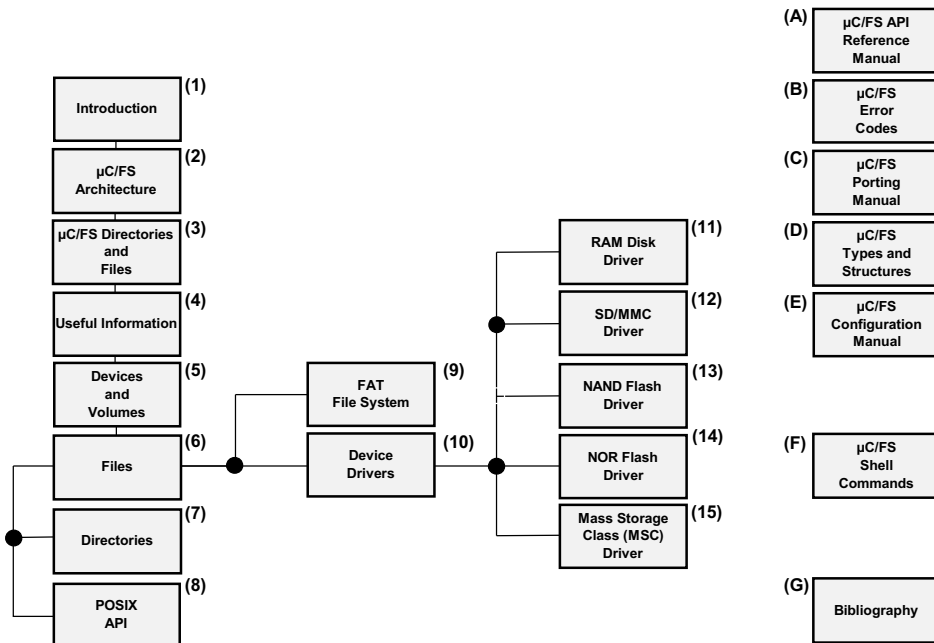 (1)
Introduction
(2)
µC/FS
Architecture
(3)
µC/FS Directories
and
Files
(4)
Useful Information
(5)
Devices
and
Volumes
(6)
Files
(7)
Directories
(8)
POSIX
API
(9)
FAT
File System
(10)
Device
Drivers
(11)
RAM Disk
Driver
(12)
SD/MMC
Driver
(13)
NAND Flash
Driver
(14)
NOR Flash
Driver
(15)
Mass Storage
Class (MSC)
Driver
(A)
µC/FS API
Reference
Manual
(B)
µC/FS
Error
Codes
(C)
µC/FS
Porting
Manual
(D)
µC/FS
Types and
Structures
(E)
µC/FS
Configuration
Manual
(F)
µC/FS
Shell
Commands
(G)
Bibliography